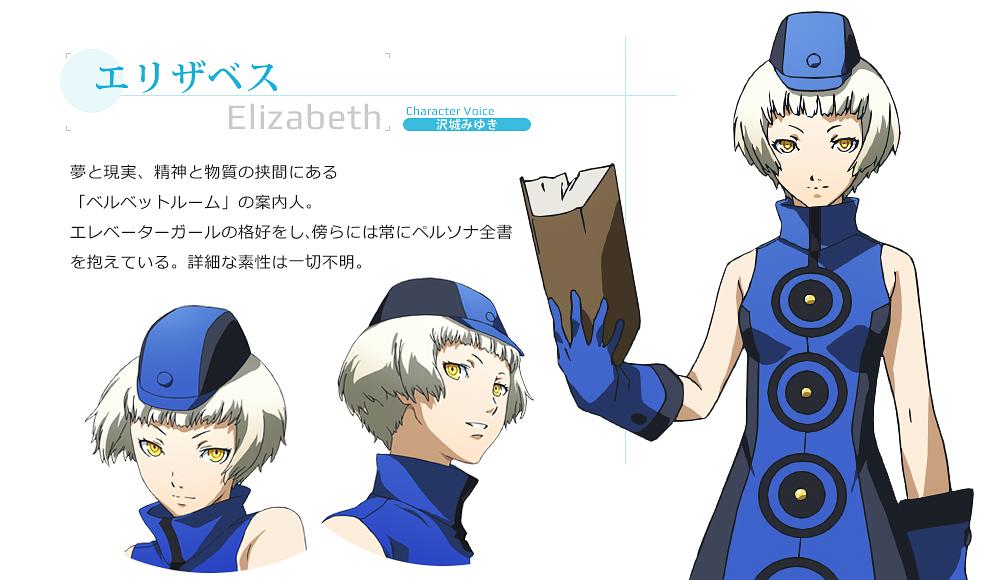 エリザベス
Elizabeth
Character Voice
沢城みゆき
夢と現実、精神と物質の挟間にある
「ベルベットルーム」の案内人。
エレベーターガールの格好をし、傍らには常にペルソナ全書
を抱えている。詳細な素性は一切不明。